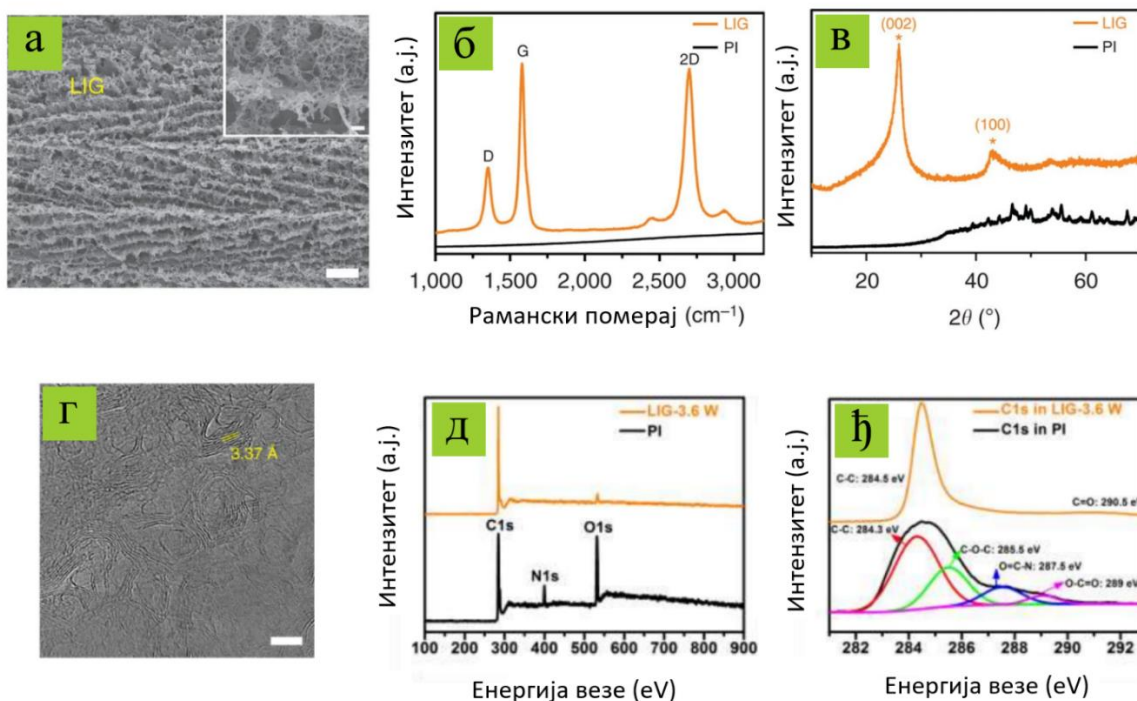 а
LIG
б
LIG
PI
D
G
2D
Интензитет (a.j.)
1,000 1,500 2,000 2,500 3,000
Рамански померај (cm⁻¹)
в
LIG
PI
(002)
*
(100)
*
Интензитет (a.j.)
20 40 60
2θ (°)
г
3.37 Å
д
LIG-3.6 W
PI
C1s
N1s
O1s
Интензитет (a.j.)
100 200 300 400 500 600 700 800 900
Енергија везе (eV)
ђ
C1s in LIG-3.6 W
C1s in PI
C-C: 284.5 eV
C=O: 290.5 eV
C-C: 284.3 eV
C-O-C: 285.5 eV
O=C-N: 287.5 eV
O-C=O: 289 eV
Интензитет (a.j.)
282 284 286 288 290 292
Енергија везе (eV)